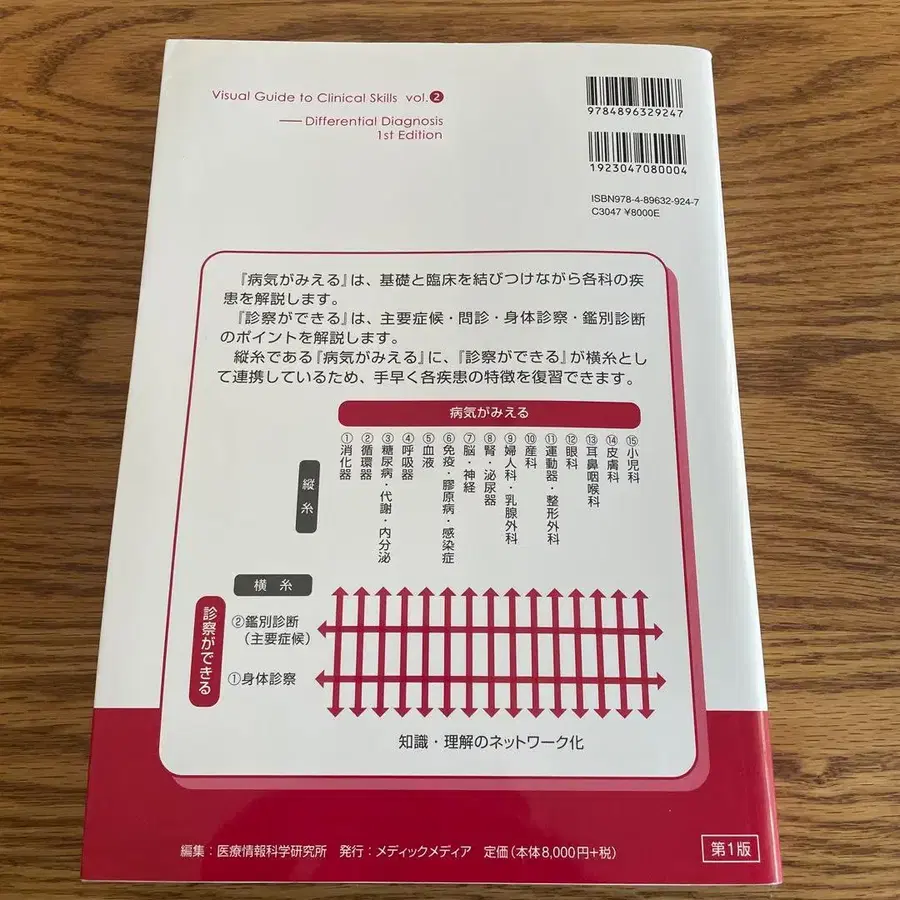 Visual Guide to Clinical Skills vol.❷
── Differential Diagnosis
1st Edition
9784896329247
1923047080004
ISBN978-4-89632-924-7
C3047 ¥8000E
『病気がみえる』は、基礎と臨床を結びつけながら各科の疾
患を解説します。
『診察ができる』は、主要症候・問診・身体診察・鑑別診断
のポイントを解説します。
縦糸である『病気がみえる』に、『診察ができる』が横糸とし
て連携しているため、手早く各疾患の特徴を復習できます。
病気がみえる
縦糸
①消化器
②循環器
③糖尿病・代謝・内分泌
④呼吸器
⑤血液
⑥免疫・膠原病・感染症
⑦脳・神経
⑧腎・泌尿器
⑨婦人科・乳腺外科
⑩産科
⑪運動器・整形外科
⑫眼科
⑬耳鼻咽喉科
⑭皮膚科
⑮小児科
横糸
診察ができる
②鑑別診断
(主要症候)
①身体診察
知識・理解のネットワーク化
編集:医療情報科学研究所 発行:メディックメディア 定価(本体8,000円+税)
第1版